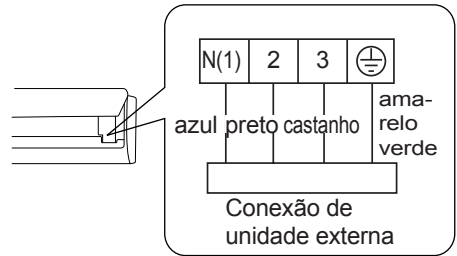 N(1) 2 3
azul preto castanho
ama-
relo
verde
Conexão de
unidade externa